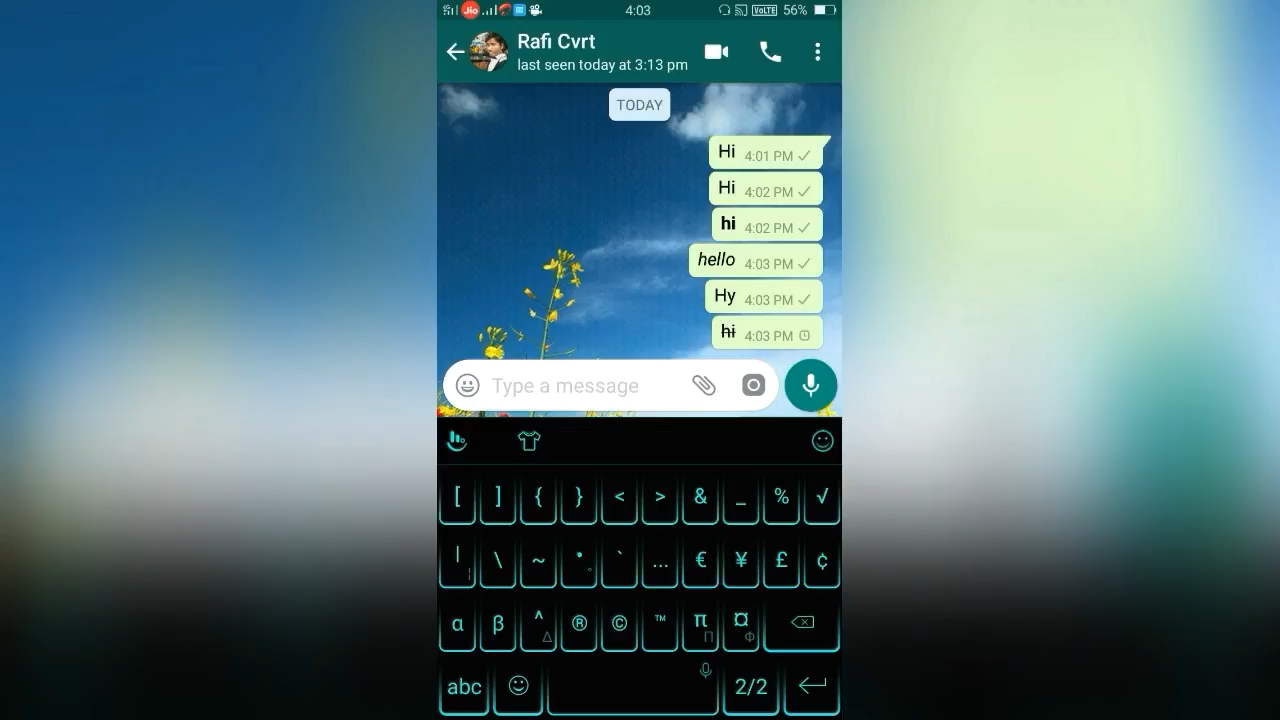 Jio 4:03 VoLTE 56%
Rafi Cvrt
last seen today at 3:13 pm
TODAY
Hi 4:01 PM
Hi 4:02 PM
hi 4:02 PM
hello 4:03 PM
Hy 4:03 PM
hi 4:03 PM
Type a message
[ ] { } < > & _ % √
| ¦ \ ~ • ° ` … € ¥ £ ¢
α β ^ Δ ® © ™ π Π ¤ Φ
abc 2/2